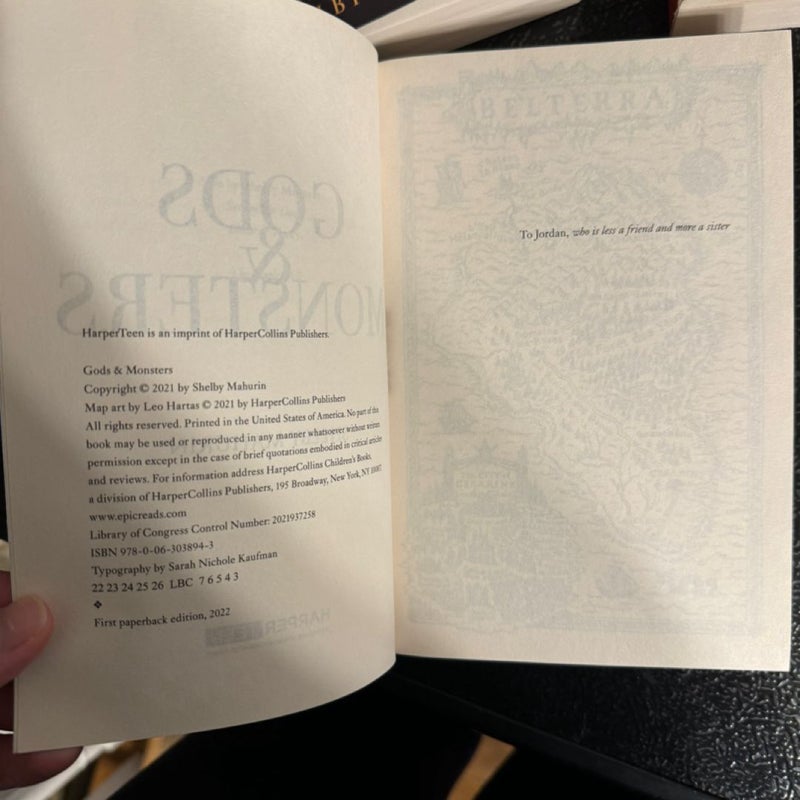 HarperTeen is an imprint of HarperCollins Publishers.
Gods & Monsters
Copyright © 2021 by Shelby Mahurin
Map art by Leo Hartas © 2021 by HarperCollins Publishers
All rights reserved. Printed in the United States of America. No part of this
book may be used or reproduced in any manner whatsoever without written
permission except in the case of brief quotations embodied in critical articles
and reviews. For information address HarperCollins Children's Books,
a division of HarperCollins Publishers, 195 Broadway, New York, NY 10007.
www.epicreads.com
Library of Congress Control Number: 2021937258
ISBN 978-0-06-303894-3
Typography by Sarah Nichole Kaufman
22 23 24 25 26 LBC 7 6 5 4 3
❖
First paperback edition, 2022
To Jordan, who is less a friend and more a sister
BELTERRA
GODS
&
MONSTERS
HARPER